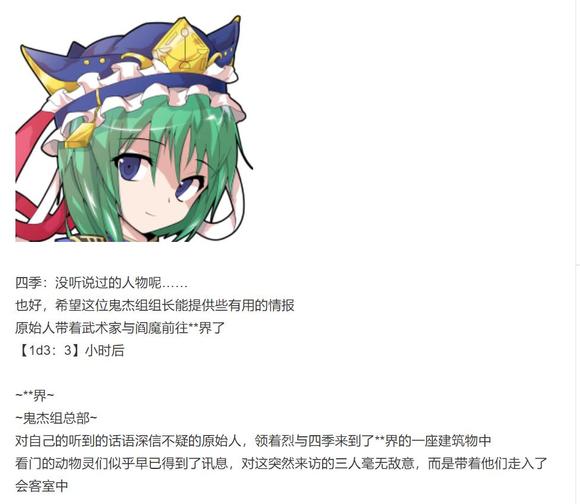 四季：没听说过的人物呢……
也好，希望这位鬼杰组组长能提供些有用的情报
原始人带着武术家与阎魔前往**界了
【1d3：3】小时后
~**界~
~鬼杰组总部~
对自己的听到的话语深信不疑的原始人，领着烈与四季来到了**界的一座建筑物中
看门的动物灵们似乎早已得到了讯息，对这突然来访的三人毫无敌意，而是带着他们走入了
会客室中